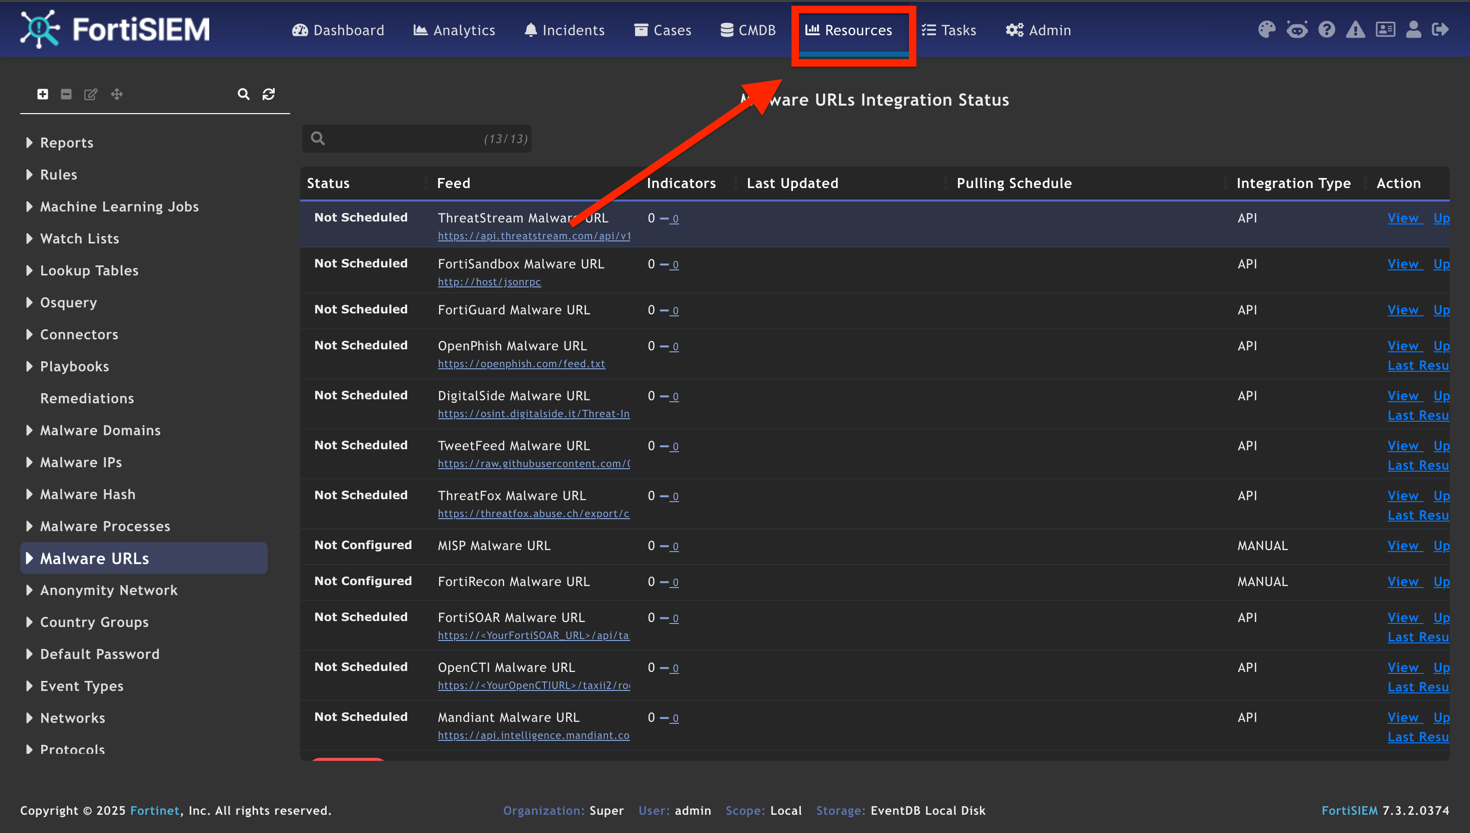 FortiSIEM
Dashboard Analytics Incidents Cases CMDB Resources Tasks Admin
Malware URLs Integration Status
(13/13)
Reports
Rules
Machine Learning Jobs
Watch Lists
Lookup Tables
Osquery
Connectors
Playbooks
Remediations
Malware Domains
Malware IPs
Malware Hash
Malware Processes
Malware URLs
Anonymity Network
Country Groups
Default Password
Event Types
Networks
Protocols
Status Feed Indicators Last Updated Pulling Schedule Integration Type Action
Not Scheduled ThreatStream Malware URL 0 – 0 API View Up
https://api.threatstream.com/api/v1
Not Scheduled FortiSandbox Malware URL 0 – 0 API View Up
http://host/jsonrpc
Not Scheduled FortiGuard Malware URL 0 – 0 API View Up
Not Scheduled OpenPhish Malware URL 0 – 0 API View Up
https://openphish.com/feed.txt Last Resu
Not Scheduled DigitalSide Malware URL 0 – 0 API View Up
https://osint.digitalside.it/Threat-In Last Resu
Not Scheduled TweetFeed Malware URL 0 – 0 API View Up
https://raw.githubusercontent.com/ Last Resu
Not Scheduled ThreatFox Malware URL 0 – 0 API View Up
https://threatfox.abuse.ch/export/c Last Resu
Not Configured MISP Malware URL 0 – 0 MANUAL View Up
Not Configured FortiRecon Malware URL 0 – 0 MANUAL View Up
Not Scheduled FortiSOAR Malware URL 0 – 0 API View Up
https://<YourFortiSOAR_URL>/api/ta Last Resu
Not Scheduled OpenCTI Malware URL 0 – 0 API View Up
https://<YourOpenCTIURL>/taxii2/ro Last Resu
Not Scheduled Mandiant Malware URL 0 – 0 API View Up
https://api.intelligence.mandiant.co Last Resu
Copyright © 2025 Fortinet, Inc. All rights reserved. Organization: Super User: admin Scope: Local Storage: EventDB Local Disk FortiSIEM 7.3.2.0374